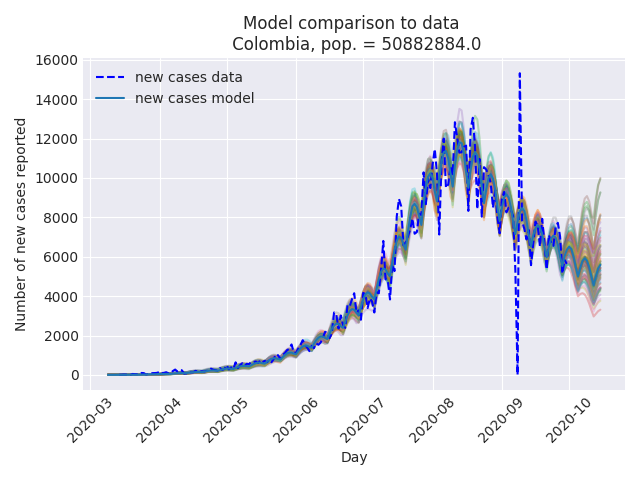 Model comparison to data
Colombia, pop. = 50882884.0
new cases data
new cases model
Number of new cases reported
16000
14000
12000
10000
8000
6000
4000
2000
0
2020-03
2020-04
2020-05
2020-06
2020-07
2020-08
2020-09
2020-10
Day